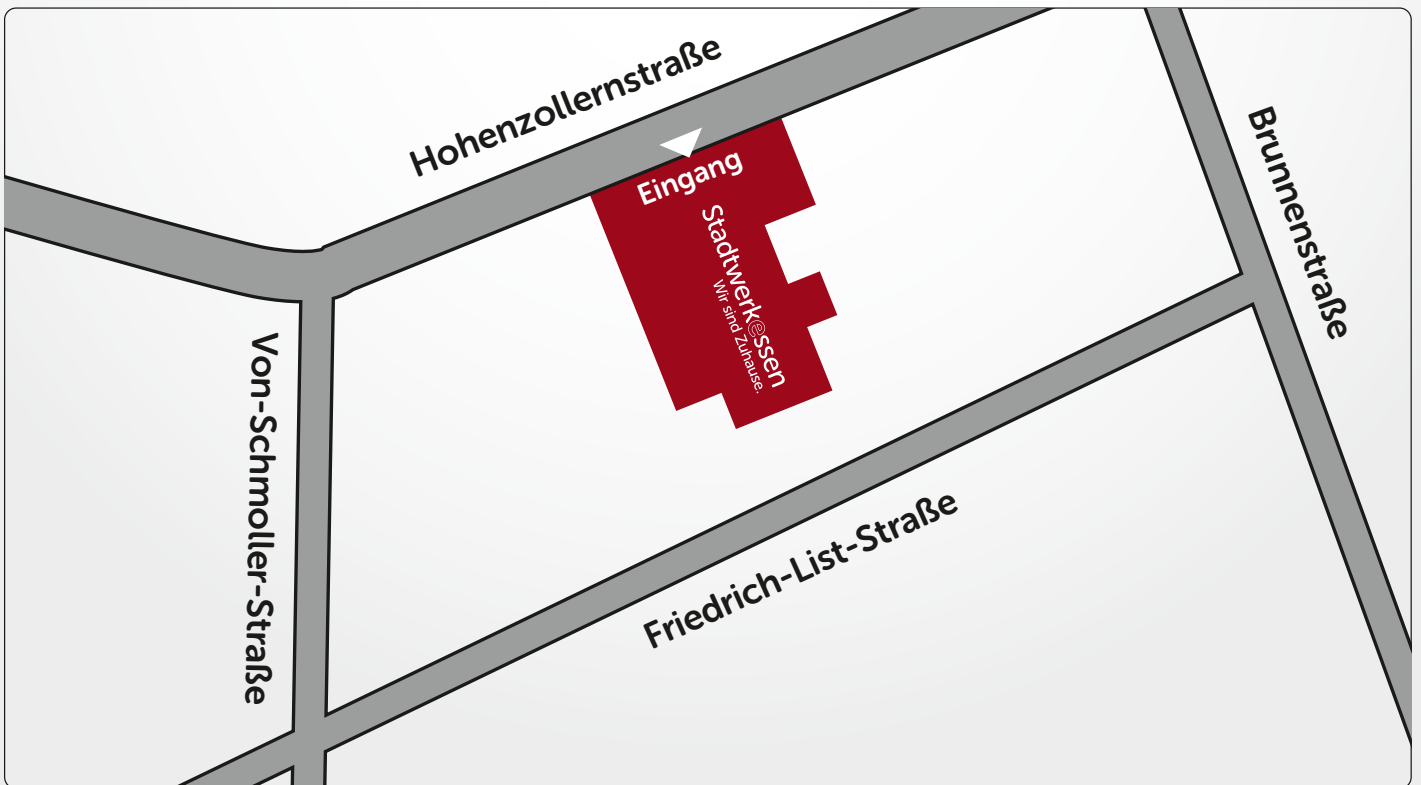 Hohenzollernstraße
Eingang
Stadtwerkessen
Wir sind Zuhause.
Brunnenstraße
Von-Schmoller-Straße
Friedrich-List-Straße